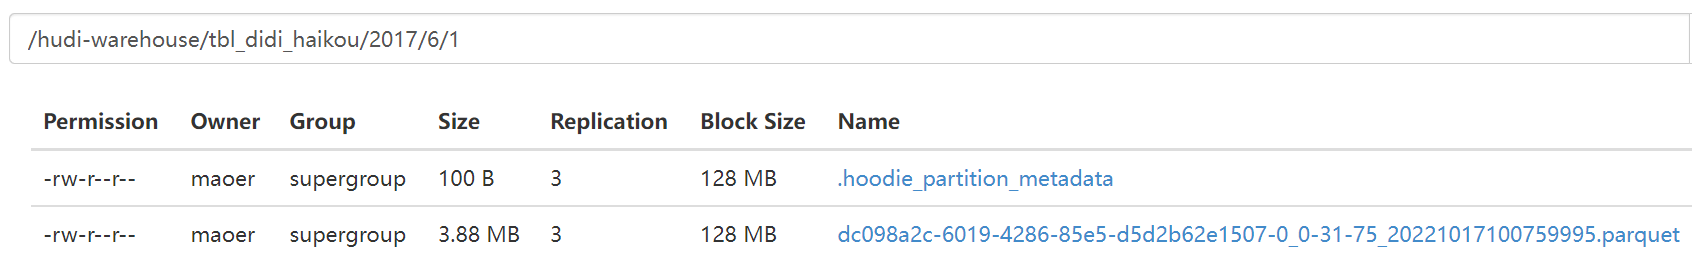 /hudi-warehouse/tbl_didi_haikou/2017/6/1
Permission Owner Group Size Replication Block Size Name
-rw-r--r-- maoer supergroup 100 B 3 128 MB .hoodie_partition_metadata
-rw-r--r-- maoer supergroup 3.88 MB 3 128 MB dc098a2c-6019-4286-85e5-d5d2b62e1507-0_0-31-75_20221017100759995.parquet